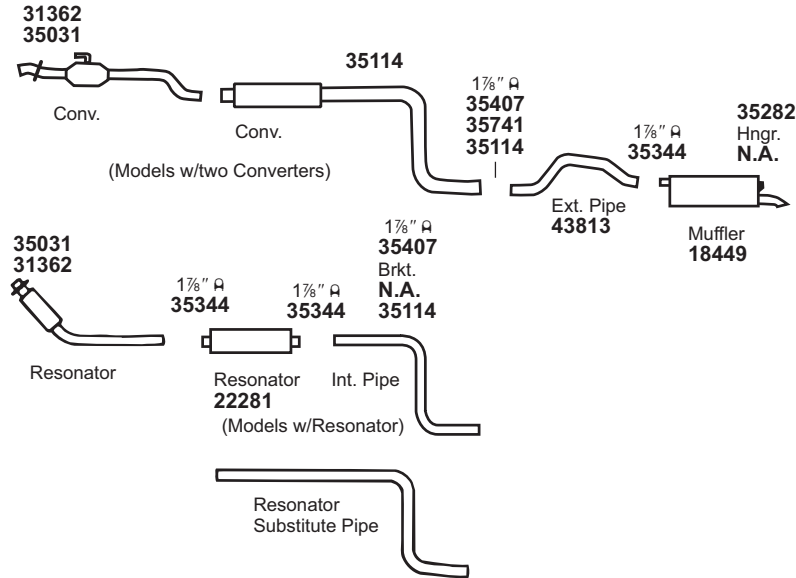 31362
35031
Conv.
35114
Conv.
(Models w/two Converters)
1⅞″
35407
35741
35114
Ext. Pipe
43813
1⅞″
35344
35282
Hngr.
N.A.
Muffler
18449
35031
31362
Resonator
1⅞″
35344
Resonator
22281
(Models w/Resonator)
1⅞″
35344
1⅞″
35407
Brkt.
N.A.
35114
Int. Pipe
Resonator
Substitute Pipe